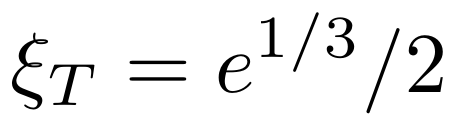 ξ_T = e^{1/3}/2